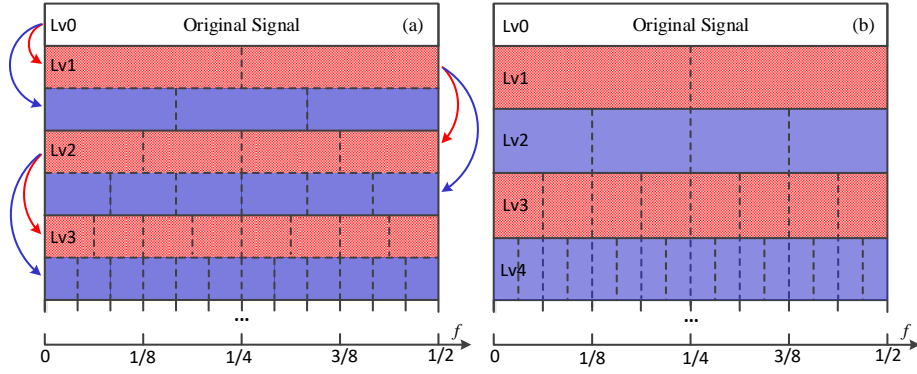 Lv0 Original Signal (a)
Lv1
Lv2
Lv3
...
f
0 1/8 1/4 3/8 1/2
Lv0 Original Signal (b)
Lv1
Lv2
Lv3
Lv4
...
f
0 1/8 1/4 3/8 1/2